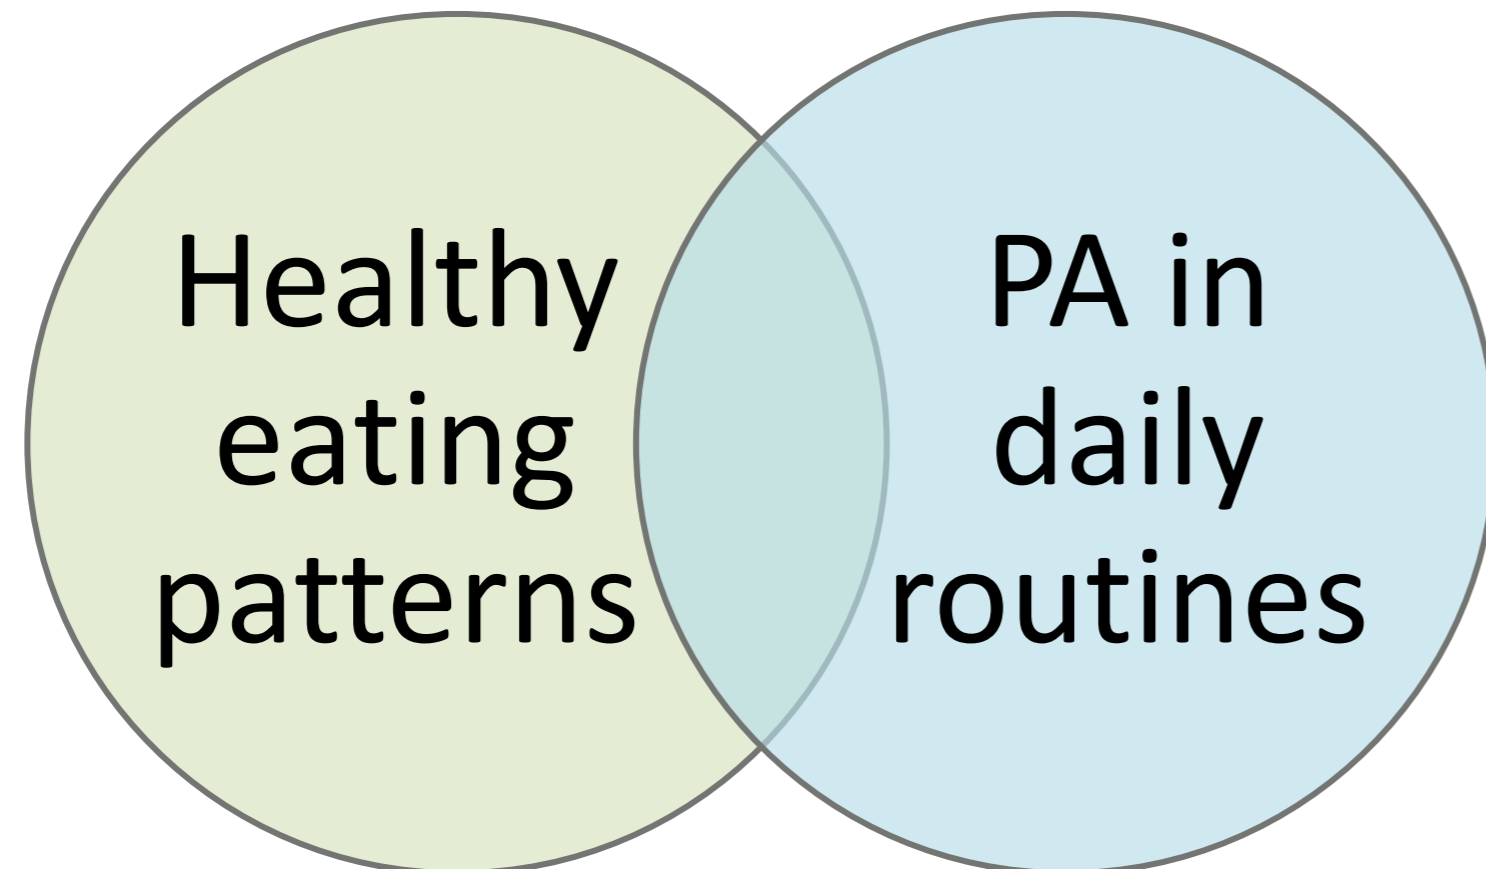 Healthy
eating
patterns
PA in
daily
routines